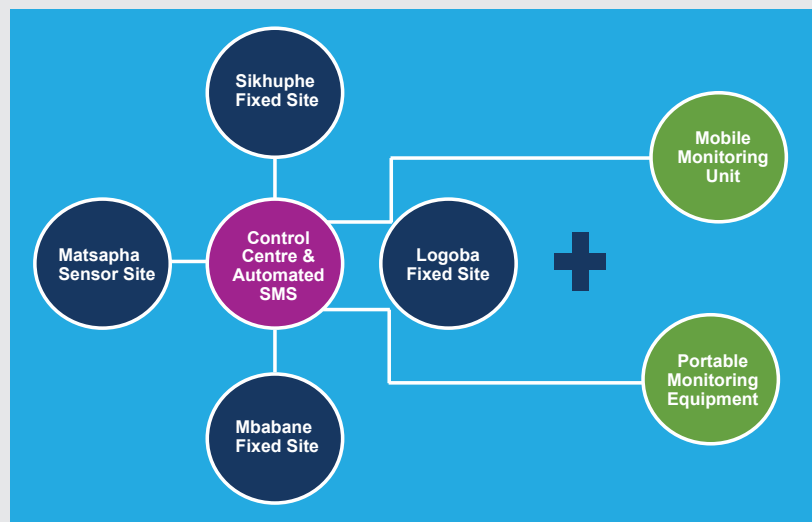 Sikhuphe
Fixed Site
Mobile
Monitoring
Unit
Matsapha
Sensor Site
Control
Centre &
Automated
SMS
Logoba
Fixed Site
Portable
Monitoring
Equipment
Mbabane
Fixed Site